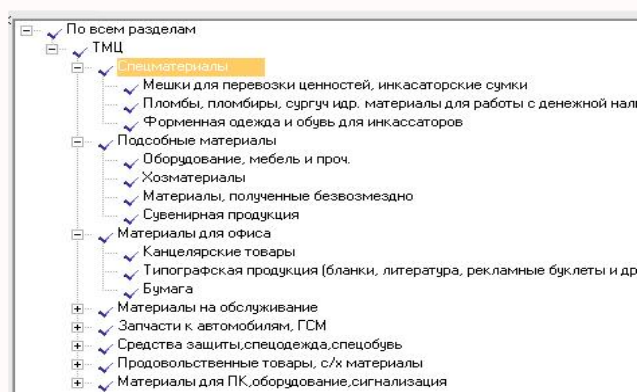 По всем разделам
ТМЦ
Спецматериалы
Мешки для перевозки ценностей, инкасаторские сумки
Пломбы, пломбиры, сургуч идр. материалы для работы с денежной нали
Форменная одежда и обувь для инкассаторов
Подсобные материалы
Оборудование, мебель и проч.
Хозматериалы
Материалы, полученные безвозмездно
Сувенирная продукция
Материалы для офиса
Канцелярские товары
Типографская продукция (бланки, литература, рекламные буклеты и др
Бумага
Материалы на обслуживание
Запчасти к автомобилям, ГСМ
Средства защиты,спецодежда,спецобувь
Продовольственные товары, с/х материалы
Материалы для ПК,оборудование,сигнализация